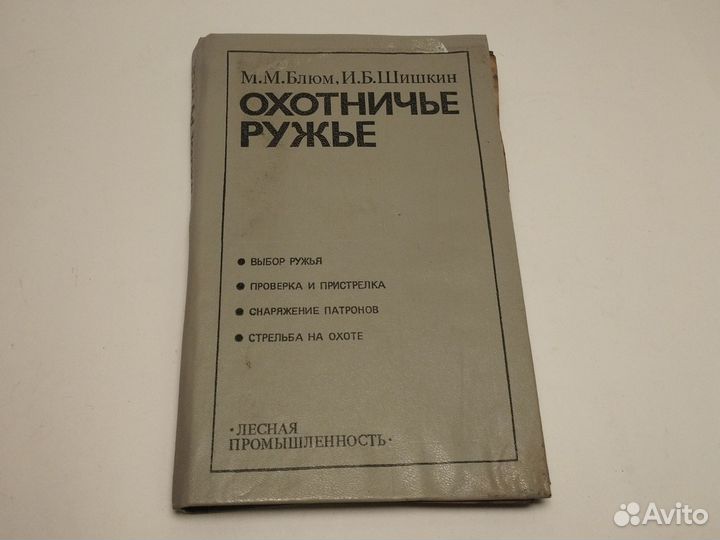 М.М.Блюм, И.Б.Шишкин
ОХОТНИЧЬЕ
РУЖЬЕ
• ВЫБОР РУЖЬЯ
• ПРОВЕРКА И ПРИСТРЕЛКА
• СНАРЯЖЕНИЕ ПАТРОНОВ
• СТРЕЛЬБА НА ОХОТЕ
·ЛЕСНАЯ
ПРОМЫШЛЕННОСТЬ·
Avito